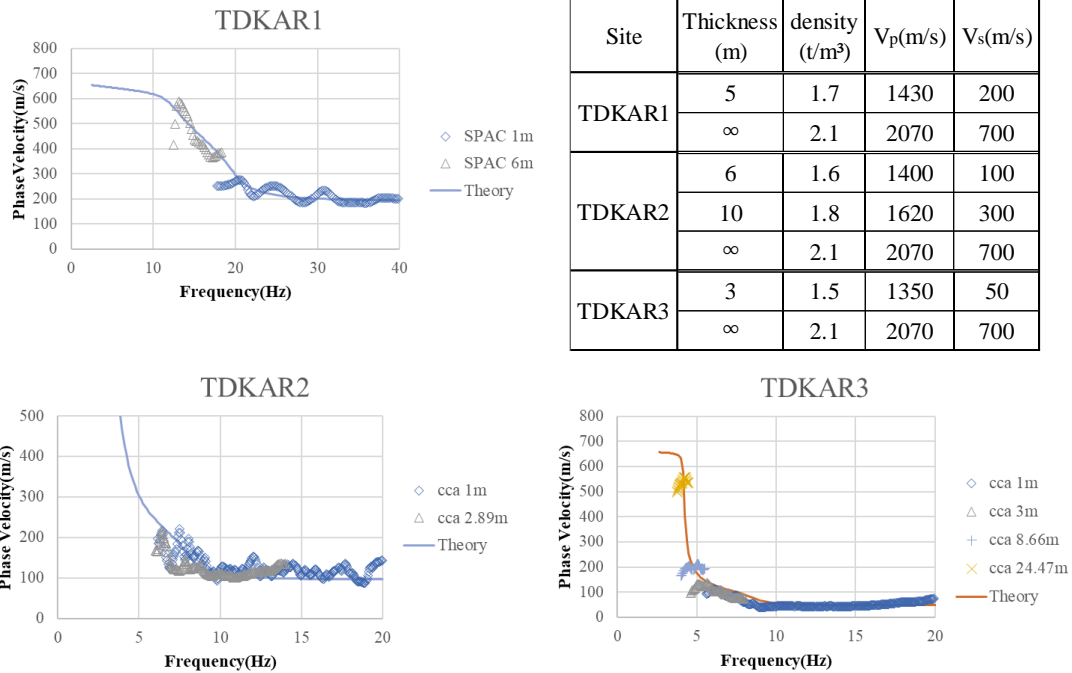 TDKAR1
800
700
600
500
400
300
200
100
0
0 10 20 30 40
PhaseVelocity(m/s)
Frequency(Hz)
SPAC 1m
SPAC 6m
Theory
Site Thickness (m) density (t/m³) Vp(m/s) Vs(m/s)
TDKAR1 5 1.7 1430 200
∞ 2.1 2070 700
TDKAR2 6 1.6 1400 100
10 1.8 1620 300
∞ 2.1 2070 700
TDKAR3 3 1.5 1350 50
∞ 2.1 2070 700
TDKAR2
500
400
300
200
100
0
0 5 10 15 20
Phase Velocity(m/s)
Frequency(Hz)
cca 1m
cca 2.89m
Theory
TDKAR3
800
700
600
500
400
300
200
100
0
0 5 10 15 20
Phase Velocity(m/s)
Frequency(Hz)
cca 1m
cca 3m
cca 8.66m
cca 24.47m
Theory